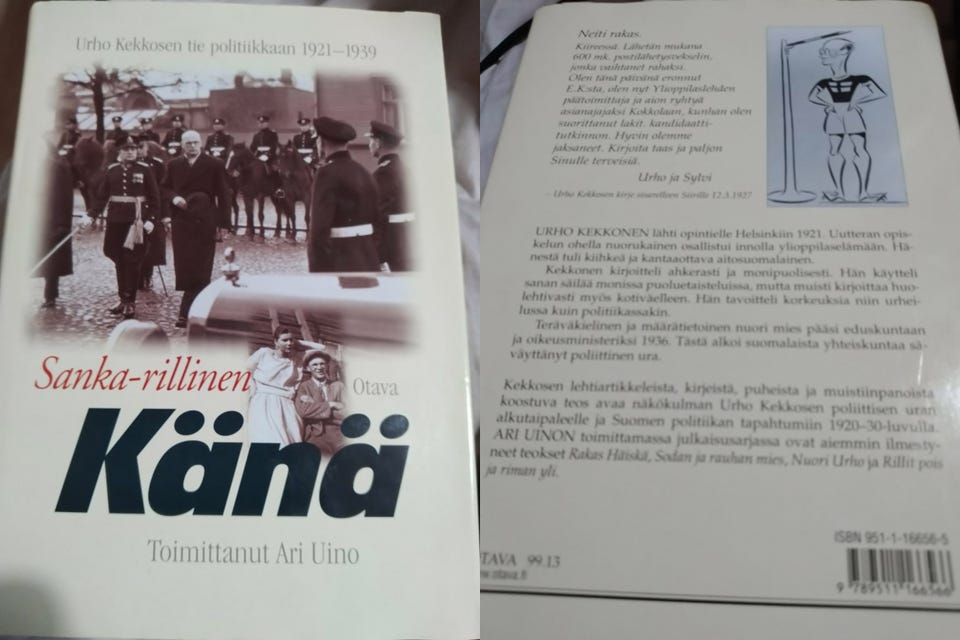 Urho Kekkosen tie politiikkaan 1921–1939
Sanka-rillinen
Otava
Känä
Toimittanut Ari Uino
Neiti rakas.
Kiireessä. Lähetän mukana
600 mk. postilähetysvekselin,
jonka vaihtanet rahaksi.
Olen tänä päivänä eronnut
E.K:sta, olen nyt Ylioppilaslehden
päätoimittaja ja aion ryhtyä
asianajajaksi Kokkolaan, kunhan olen
suorittanut lakit. kandidaatti-
tutkinnon. Hyvin olemme
jaksaneet. Kirjoita taas ja paljon
Sinulle terveisiä.
Urho ja Sylvi
– Urho Kekkosen kirje sisarelleen Siirille 12.3.1927
URHO KEKKONEN lähti opintielle Helsinkiin 1921. Uutteran opis-
kelun ohella nuorukainen osallistui innolla ylioppilaselämään. Hä-
nestä tuli kiihkeä ja kantaaottava aitosuomalainen.
Kekkonen kirjoitteli ahkerasti ja monipuolisesti. Hän käytteli
sanan säilää monissa puoluetaisteluissa, mutta muisti kirjoittaa huo-
lehtivasti myös kotiväelleen. Hän tavoitteli korkeuksia niin urhei-
lussa kuin politiikassakin.
Teräväkielinen ja määrätietoinen nuori mies pääsi eduskuntaan
ja oikeusministeriksi 1936. Tästä alkoi suomalaista yhteiskuntaa sä-
väyttänyt poliittinen ura.
Kekkosen lehtiartikkeleista, kirjeistä, puheista ja muistiinpanoista
koostuva teos avaa näkökulman Urho Kekkosen poliittisen uran
alkutaipaleelle ja Suomen politiikan tapahtumiin 1920–30-luvulla.
ARI UINON toimittamassa julkaisusarjassa ovat aiemmin ilmesty-
neet teokset Rakas Häiskä, Sodan ja rauhan mies, Nuori Urho ja Rillit pois
ja riman yli.
ISBN 951-1-16656-5
OTAVA 99.13
www.otava.fi
9 789511 166566